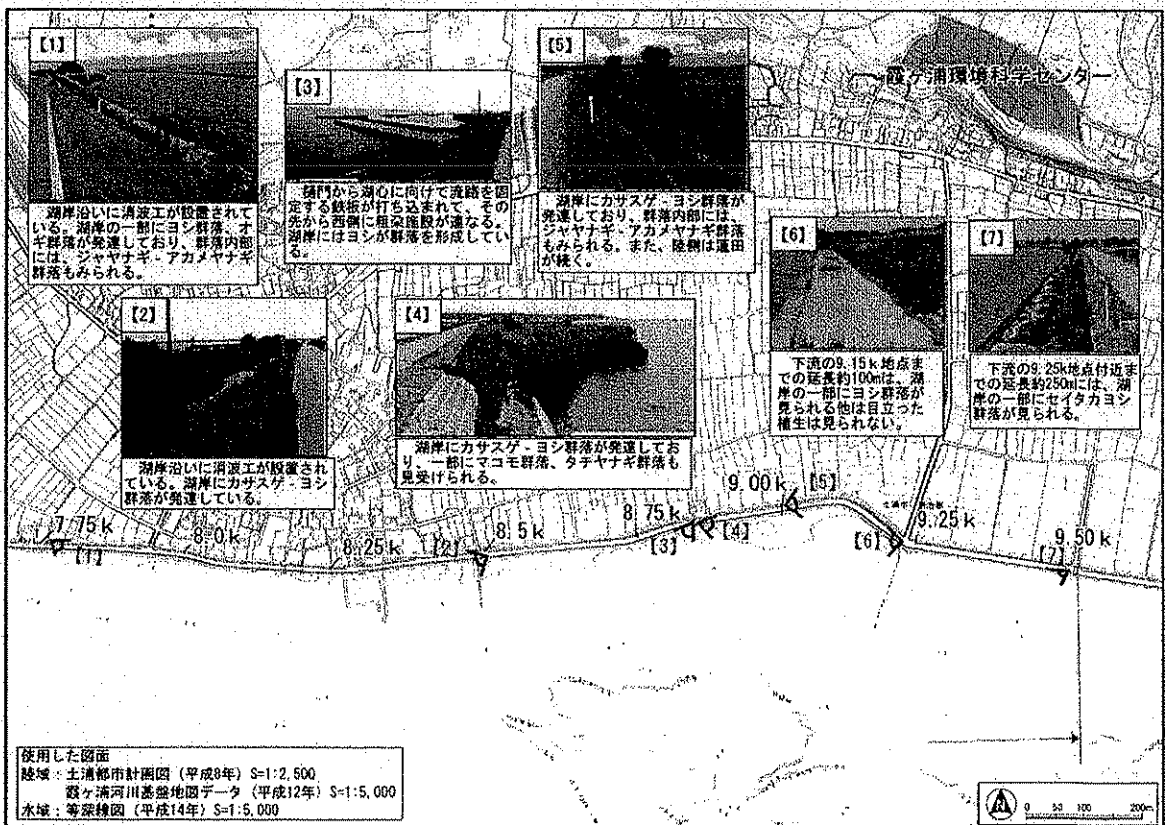 【1】
湖岸沿いに消波工が設置されて
いる。湖岸の一部にヨシ群落、オ
ギ群落が発達しており、群落内部
には、ジャヤナギ‐アカメヤナギ
群落もみられる。
【3】
樋門から湖心に向けて流路を固
定する鉄板が打ち込まれて、その
先から西側に粗朶施設が連なる。
湖岸にはヨシが群落を形成してい
る。
【5】
湖岸にカサスゲ‐ヨシ群落が
発達しており、群落内部には、
ジャヤナギ‐アカメヤナギ群落
もみられる。また、陸側は蓮田
が続く。
霞ヶ浦環境科学センター
【2】
湖岸沿いに消波工が設置され
ている。湖岸にカサスゲ‐ヨシ
群落が発達している。
【4】
湖岸にカサスゲ‐ヨシ群落が発達してお
り、一部にマコモ群落、タチヤナギ群落も
見受けられる。
【6】
下流の9.15k地点ま
での延長約100mは、湖
岸の一部にヨシ群落が
見られる他は目立った
植生は見られない。
【7】
下流の9.25k地点付近ま
での延長約250mには、湖
岸の一部にセイタカヨシ
群落が見られる。
7.75k
【1】
8.0k
8.25k
【2】
8.5k
8.75k
【3】
【4】
9.00k
【5】
【6】
9.25k
【7】
9.50k
使用した図面
陸域：土浦都市計画図（平成8年）S=1:2,500
霞ヶ浦河川基盤地図データ（平成12年）S=1:5,000
水域：等深線図（平成14年）S=1:5,000
N
0 50 100 200m